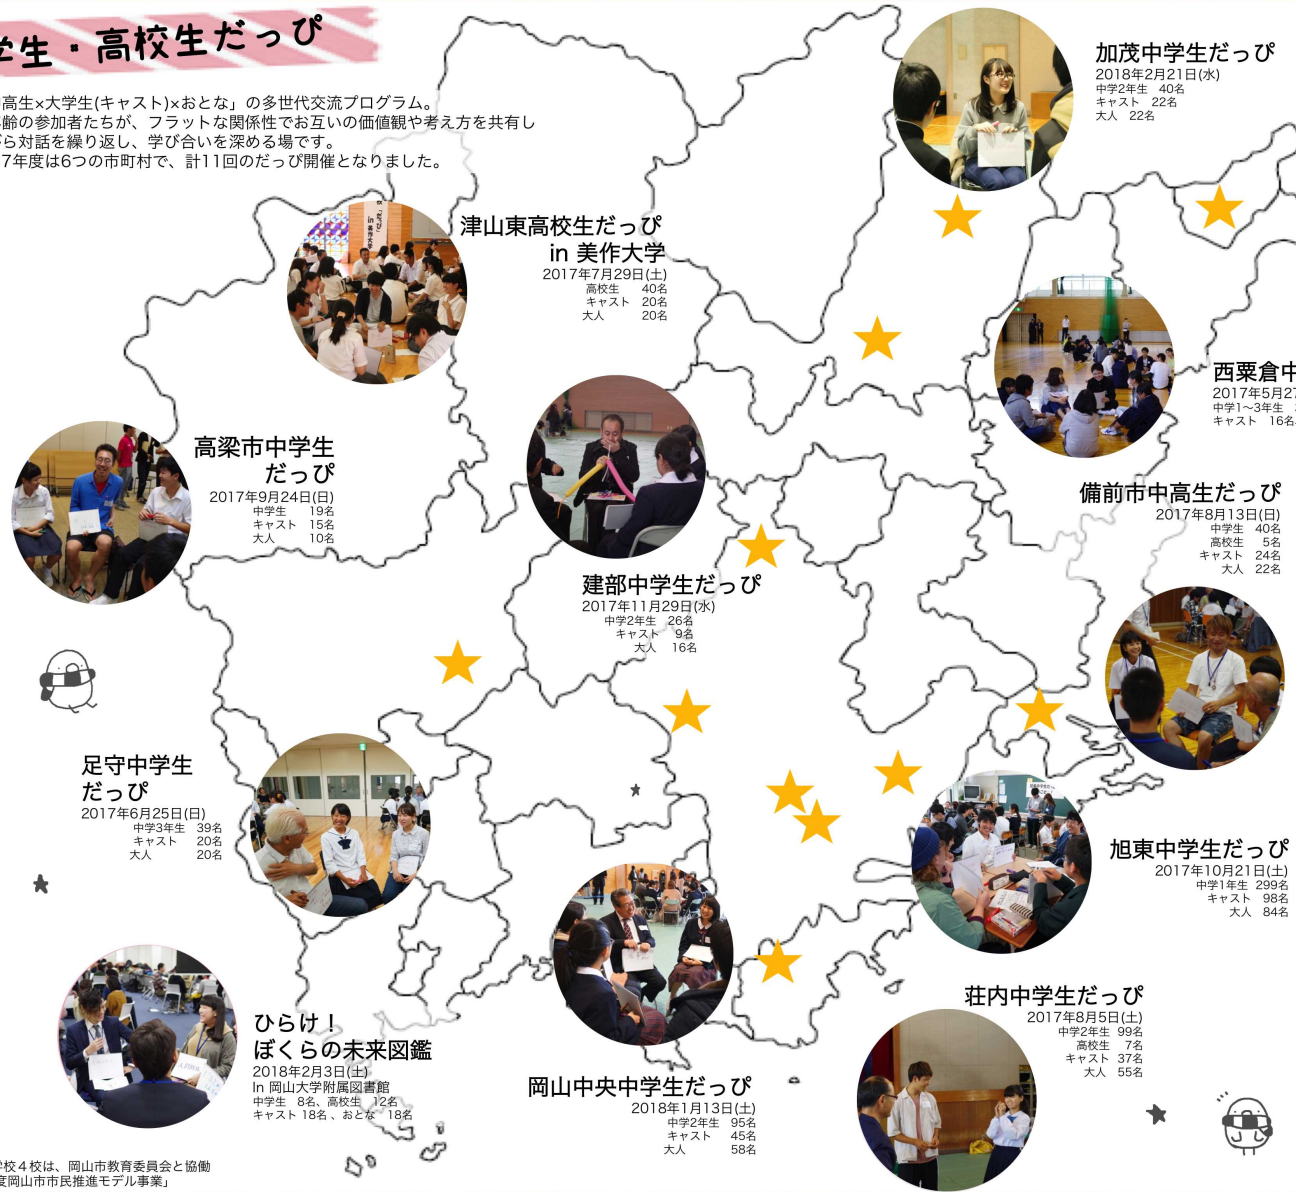 学生・高校生だっぴ
高生×大学生(キャスト)×おとな」の多世代交流プログラム。
齢の参加者たちが、フラットな関係性でお互いの価値観や考え方を共有し
ら対話を繰り返し、学び合いを深める場です。
7年度は6つの市町村で、計11回のだっぴ開催となりました。
加茂中学生だっぴ
2018年2月21日(水)
中学2年生 40名
キャスト 22名
大人 22名
津山東高校生だっぴ
in 美作大学
2017年7月29日(土)
高校生 40名
キャスト 20名
大人 20名
西粟倉中
2017年5月27
中学1〜3年生
キャスト 16名
高梁市中学生
だっぴ
2017年9月24日(日)
中学生 19名
キャスト 15名
大人 10名
備前市中高生だっぴ
2017年8月13日(日)
中学生 40名
高校生 5名
キャスト 24名
大人 22名
建部中学生だっぴ
2017年11月29日(水)
中学2年生 26名
キャスト 9名
大人 16名
足守中学生
だっぴ
2017年6月25日(日)
中学3年生 39名
キャスト 20名
大人 20名
旭東中学生だっぴ
2017年10月21日(土)
中学1年生 299名
キャスト 98名
大人 84名
荘内中学生だっぴ
2017年8月5日(土)
中学2年生 99名
高校生 7名
キャスト 37名
大人 55名
ひらけ！
ぼくらの未来図鑑
2018年2月3日(土)
In 岡山大学附属図書館
中学生 8名、高校生 12名
キャスト 18名 、おとな 18名
岡山中央中学生だっぴ
2018年1月13日(土)
中学2年生 95名
キャスト 45名
大人 58名
学校４校は、岡山市教育委員会と協働
度岡山市市民推進モデル事業」